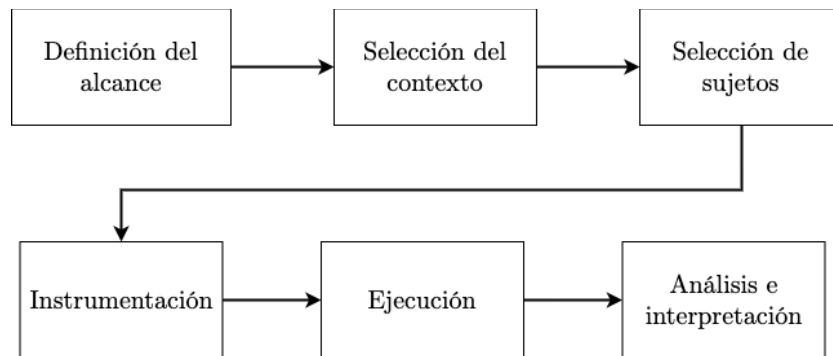 Definición del
alcance
Selección del
contexto
Selección de
sujetos
Instrumentación
Ejecución
Análisis e
interpretación